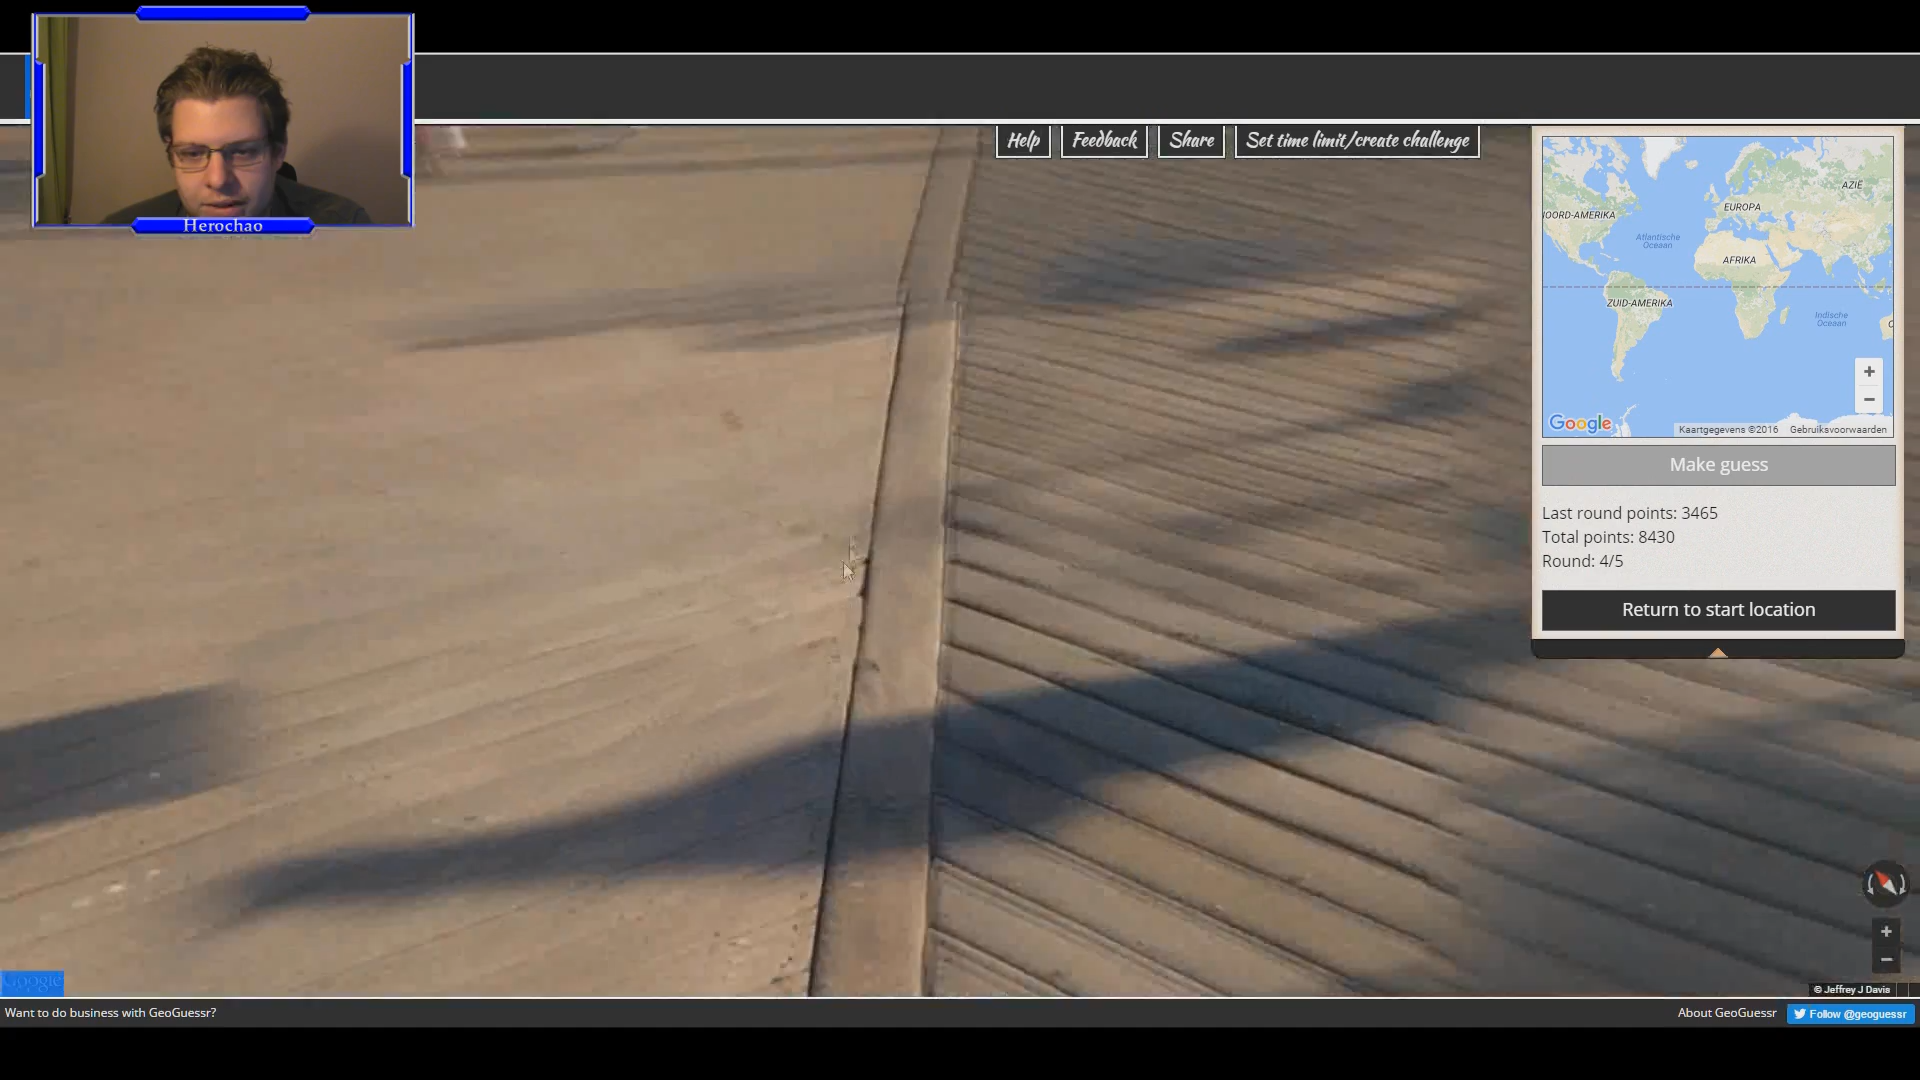 Herochao
Help
Feedback
Share
Set time limit/create challenge
AZIË
EUROPA
NOORD-AMERIKA
Atlantische
Oceaan
AFRIKA
ZUID-AMERIKA
Indische
Oceaan
+
−
Google
Kaartgegevens ©2016
Gebruiksvoorwaarden
Make guess
Last round points: 3465
Total points: 8430
Round: 4/5
Return to start location
+
−
Google
© Jeffrey J Davis
Want to do business with GeoGuessr?
About GeoGuessr
Follow @geoguessr